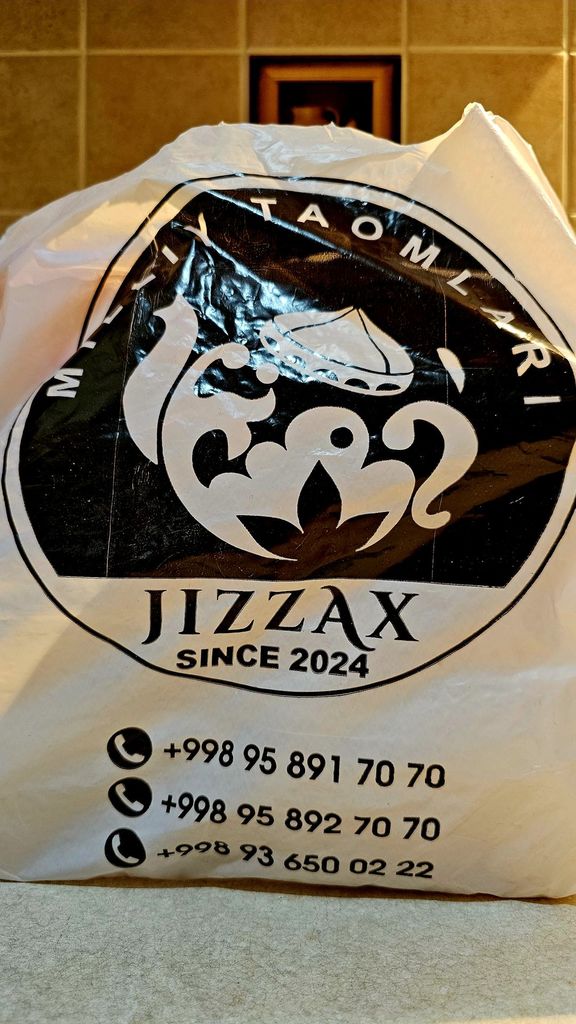 MILLIY TAOMLARI
JIZZAX
SINCE 2024
+998 95 891 70 70
+998 95 892 70 70
+998 93 650 02 22